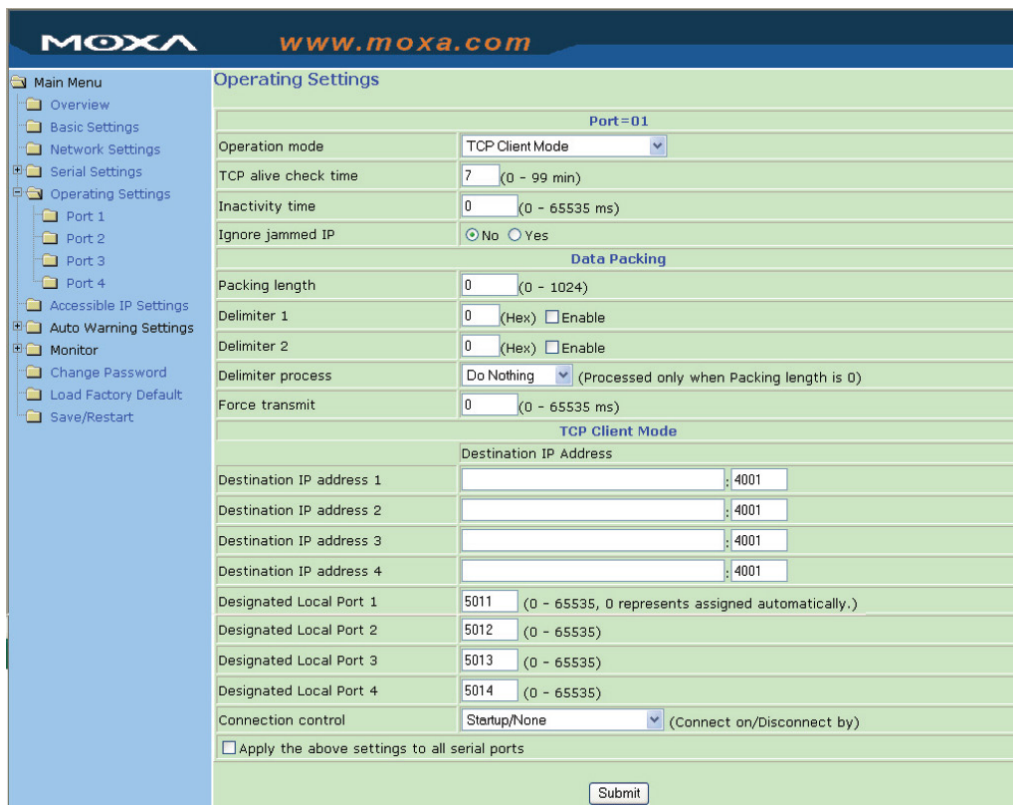 MOXA www.moxa.com
Main Menu
Overview
Basic Settings
Network Settings
Serial Settings
Operating Settings
Port 1
Port 2
Port 3
Port 4
Accessible IP Settings
Auto Warning Settings
Monitor
Change Password
Load Factory Default
Save/Restart
Operating Settings
Port=01
Operation mode TCP Client Mode
TCP alive check time 7 (0 - 99 min)
Inactivity time 0 (0 - 65535 ms)
Ignore jammed IP No Yes
Data Packing
Packing length 0 (0 - 1024)
Delimiter 1 0 (Hex) Enable
Delimiter 2 0 (Hex) Enable
Delimiter process Do Nothing (Processed only when Packing length is 0)
Force transmit 0 (0 - 65535 ms)
TCP Client Mode
Destination IP Address
Destination IP address 1 : 4001
Destination IP address 2 : 4001
Destination IP address 3 : 4001
Destination IP address 4 : 4001
Designated Local Port 1 5011 (0 - 65535, 0 represents assigned automatically.)
Designated Local Port 2 5012 (0 - 65535)
Designated Local Port 3 5013 (0 - 65535)
Designated Local Port 4 5014 (0 - 65535)
Connection control Startup/None (Connect on/Disconnect by)
Apply the above settings to all serial ports
Submit